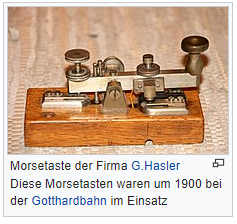 Morsetaste der Firma G.Hasler
Diese Morsetasten waren um 1900 bei
der Gotthardbahn im Einsatz